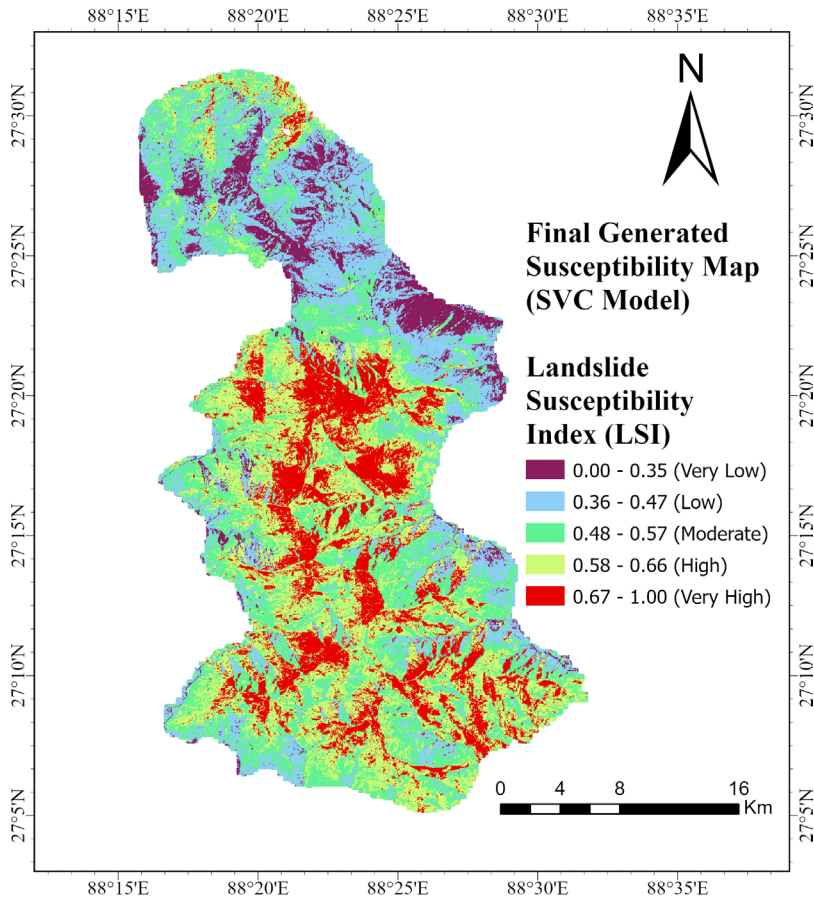 88°15'E 88°20'E 88°25'E 88°30'E 88°35'E
27°30'N 27°30'N
27°25'N 27°25'N
27°20'N 27°20'N
27°15'N 27°15'N
27°10'N 27°10'N
27°5'N 27°5'N
N
Final Generated
Susceptibility Map
(SVC Model)
Landslide
Susceptibility
Index (LSI)
0.00 - 0.35 (Very Low)
0.36 - 0.47 (Low)
0.48 - 0.57 (Moderate)
0.58 - 0.66 (High)
0.67 - 1.00 (Very High)
0 4 8 16
Km
88°15'E 88°20'E 88°25'E 88°30'E 88°35'E